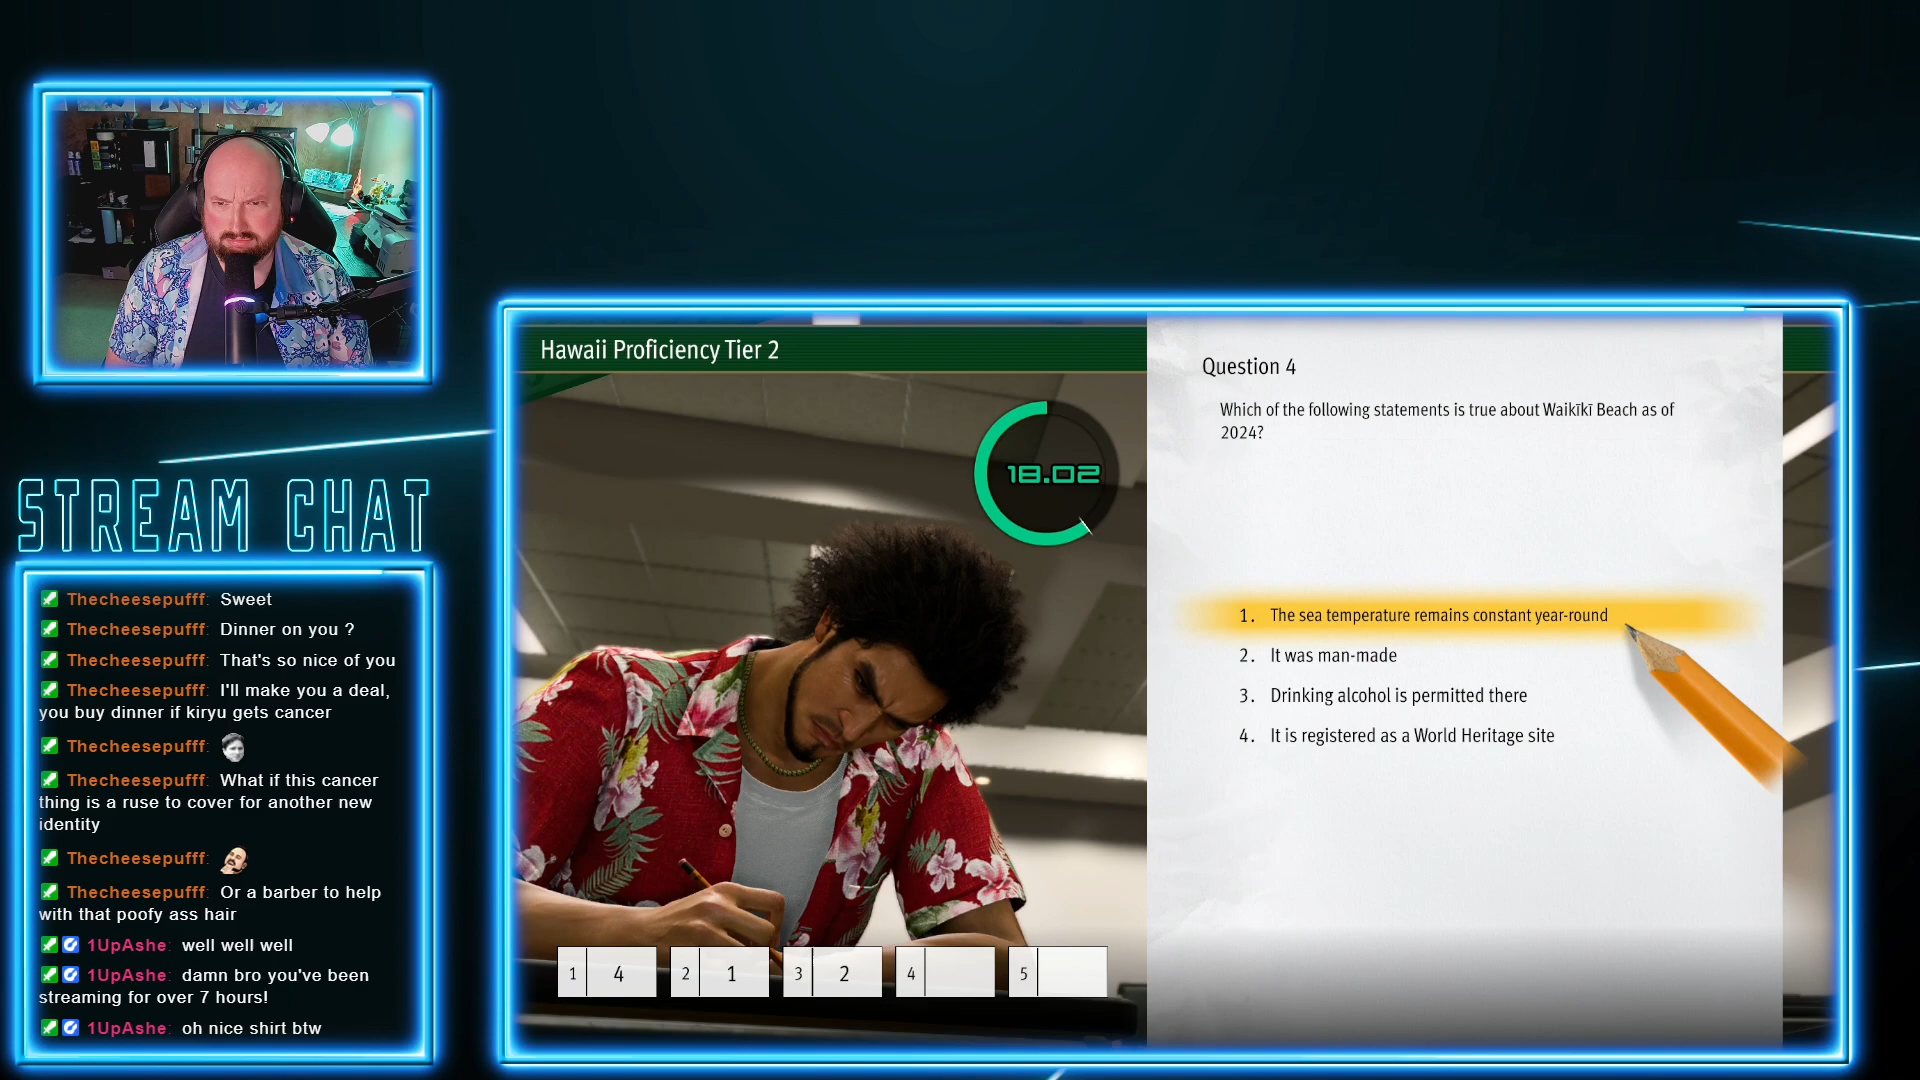 STREAM CHAT
Thecheesepufff: Sweet
Thecheesepufff: Dinner on you ?
Thecheesepufff: That's so nice of you
Thecheesepufff: I'll make you a deal,
you buy dinner if kiryu gets cancer
Thecheesepufff:
Thecheesepufff: What if this cancer
thing is a ruse to cover for another new
identity
Thecheesepufff:
Thecheesepufff: Or a barber to help
with that poofy ass hair
1UpAshe: well well well
1UpAshe: damn bro you've been
streaming for over 7 hours!
1UpAshe: oh nice shirt btw
Hawaii Proficiency Tier 2
18.02
1 4 2 1 3 2 4 5
Question 4
Which of the following statements is true about Waikīkī Beach as of
2024?
1. The sea temperature remains constant year-round
2. It was man-made
3. Drinking alcohol is permitted there
4. It is registered as a World Heritage site